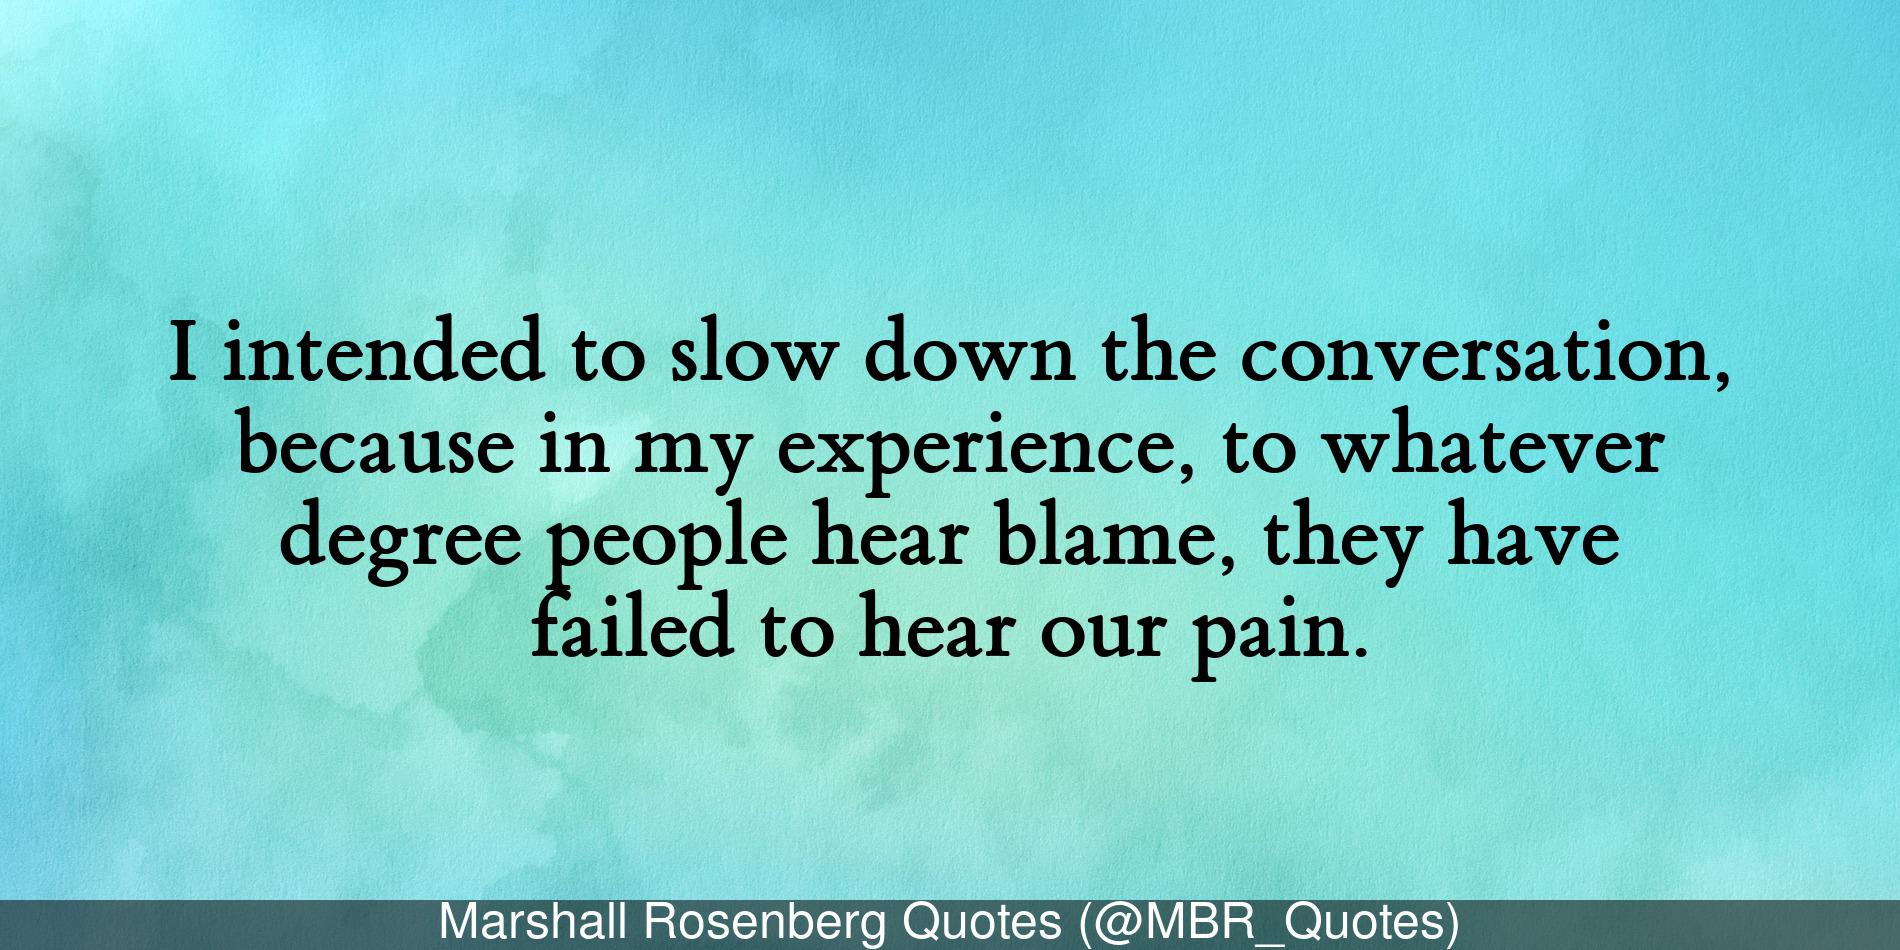 I intended to slow down the conversation,
because in my experience, to whatever
degree people hear blame, they have
failed to hear our pain.
Marshall Rosenberg Quotes (@MBR_Quotes)